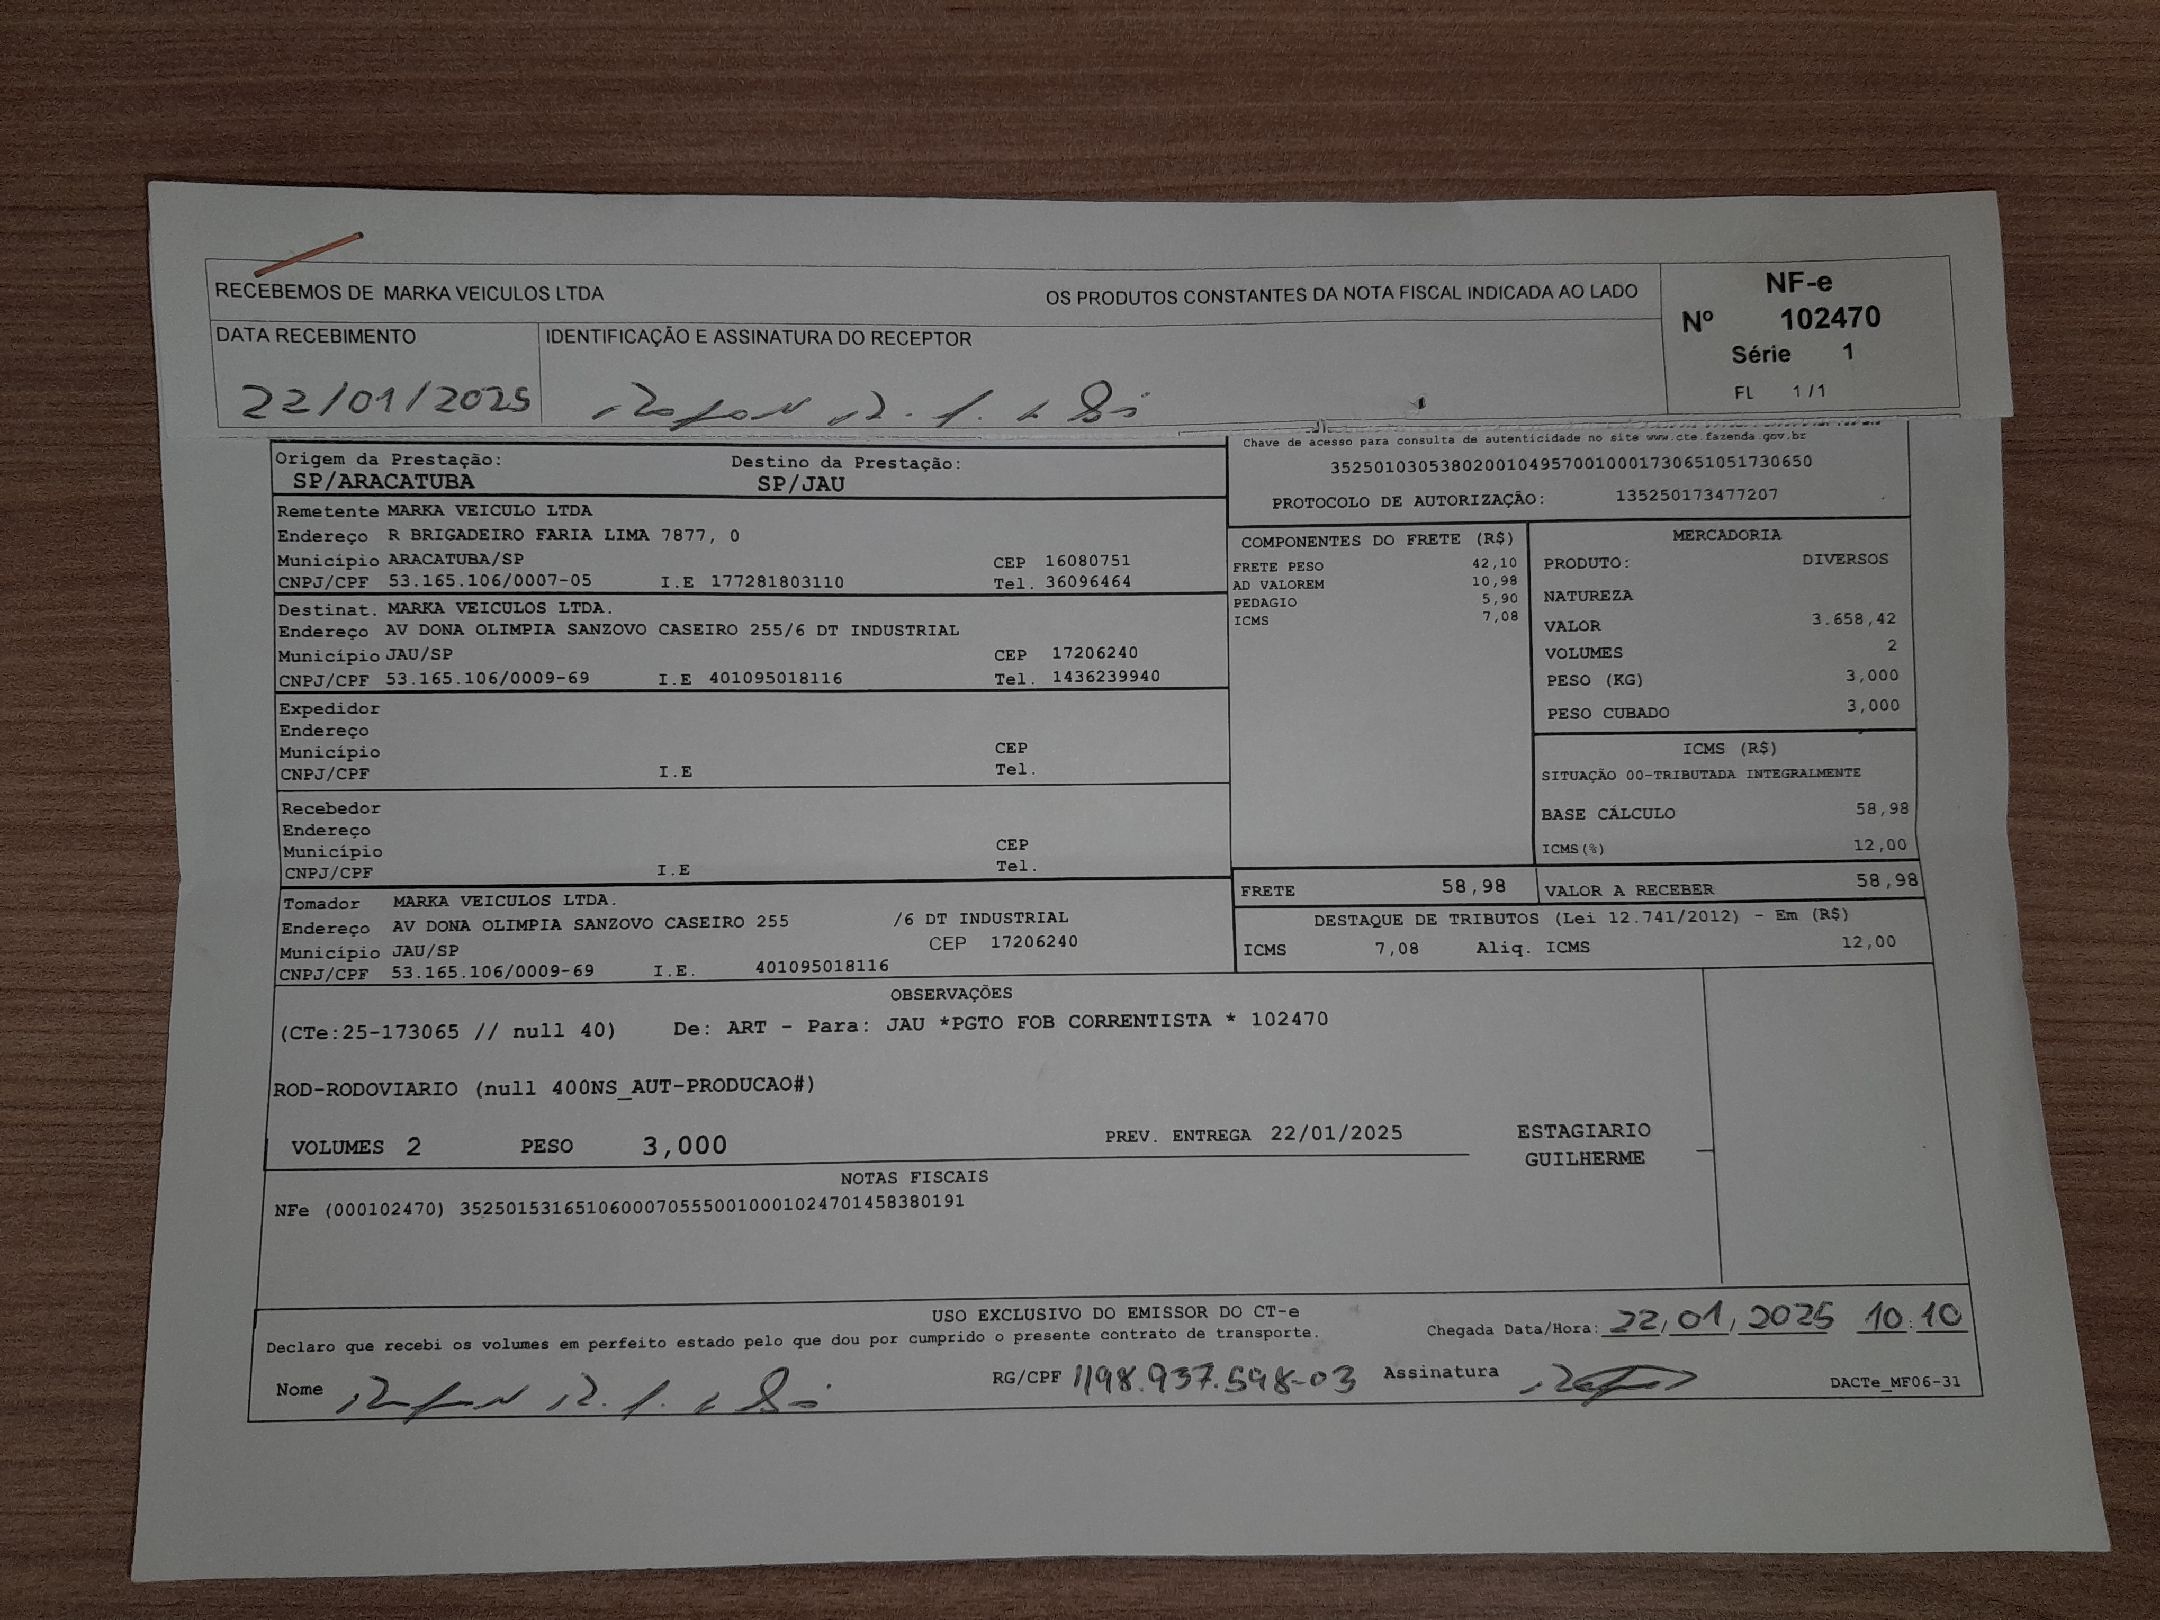 RECEBEMOS DE MARKA VEICULOS LTDA OS PRODUTOS CONSTANTES DA NOTA FISCAL INDICADA AO LADO
NF-e
Nº 102470
Série 1
FL 1/1
DATA RECEBIMENTO IDENTIFICAÇÃO E ASSINATURA DO RECEPTOR
22/01/2025
Origem da Prestação: Destino da Prestação:
SP/ARACATUBA SP/JAU
Remetente MARKA VEICULO LTDA
Endereço R BRIGADEIRO FARIA LIMA 7877, 0
Município ARACATUBA/SP CEP 16080751
CNPJ/CPF 53.165.106/0007-05 I.E 177281803110 Tel. 36096464
Destinat. MARKA VEICULOS LTDA.
Endereço AV DONA OLIMPIA SANZOVO CASEIRO 255/6 DT INDUSTRIAL
Município JAU/SP CEP 17206240
CNPJ/CPF 53.165.106/0009-69 I.E 401095018116 Tel. 1436239940
Expedidor
Endereço
Município CEP
CNPJ/CPF I.E Tel.
Recebedor
Endereço
Município CEP
CNPJ/CPF I.E Tel.
Tomador MARKA VEICULOS LTDA.
Endereço AV DONA OLIMPIA SANZOVO CASEIRO 255 /6 DT INDUSTRIAL
Município JAU/SP CEP 17206240
CNPJ/CPF 53.165.106/0009-69 I.E. 401095018116
Chave de acesso para consulta de autenticidade no site www.cte.fazenda.gov.br
35250103053802001049570010001730651051730650
PROTOCOLO DE AUTORIZAÇÃO: 135250173477207
COMPONENTES DO FRETE (R$)
FRETE PESO 42,10
AD VALOREM 10,98
PEDAGIO 5,90
ICMS 7,08
MERCADORIA
PRODUTO: DIVERSOS
NATUREZA
VALOR 3.658,42
VOLUMES 2
PESO (KG) 3,000
PESO CUBADO 3,000
ICMS (R$)
SITUAÇÃO 00-TRIBUTADA INTEGRALMENTE
BASE CÁLCULO 58,98
ICMS(%) 12,00
FRETE 58,98 VALOR A RECEBER 58,98
DESTAQUE DE TRIBUTOS (Lei 12.741/2012) - Em (R$)
ICMS 7,08 Aliq. ICMS 12,00
OBSERVAÇÕES
(CTe:25-173065 // null 40) De: ART - Para: JAU *PGTO FOB CORRENTISTA * 102470
ROD-RODOVIARIO (null 400NS_AUT-PRODUCAO#)
VOLUMES 2 PESO 3,000 PREV. ENTREGA 22/01/2025
ESTAGIARIO
GUILHERME
NOTAS FISCAIS
NFe (000102470) 35250153165106000705550010001024701458380191
USO EXCLUSIVO DO EMISSOR DO CT-e
Declaro que recebi os volumes em perfeito estado pelo que dou por cumprido o presente contrato de transporte. Chegada Data/Hora: 22/01/2025 10:10
Nome RG/CPF 1198.937.598-03 Assinatura DACTe_MF06-31